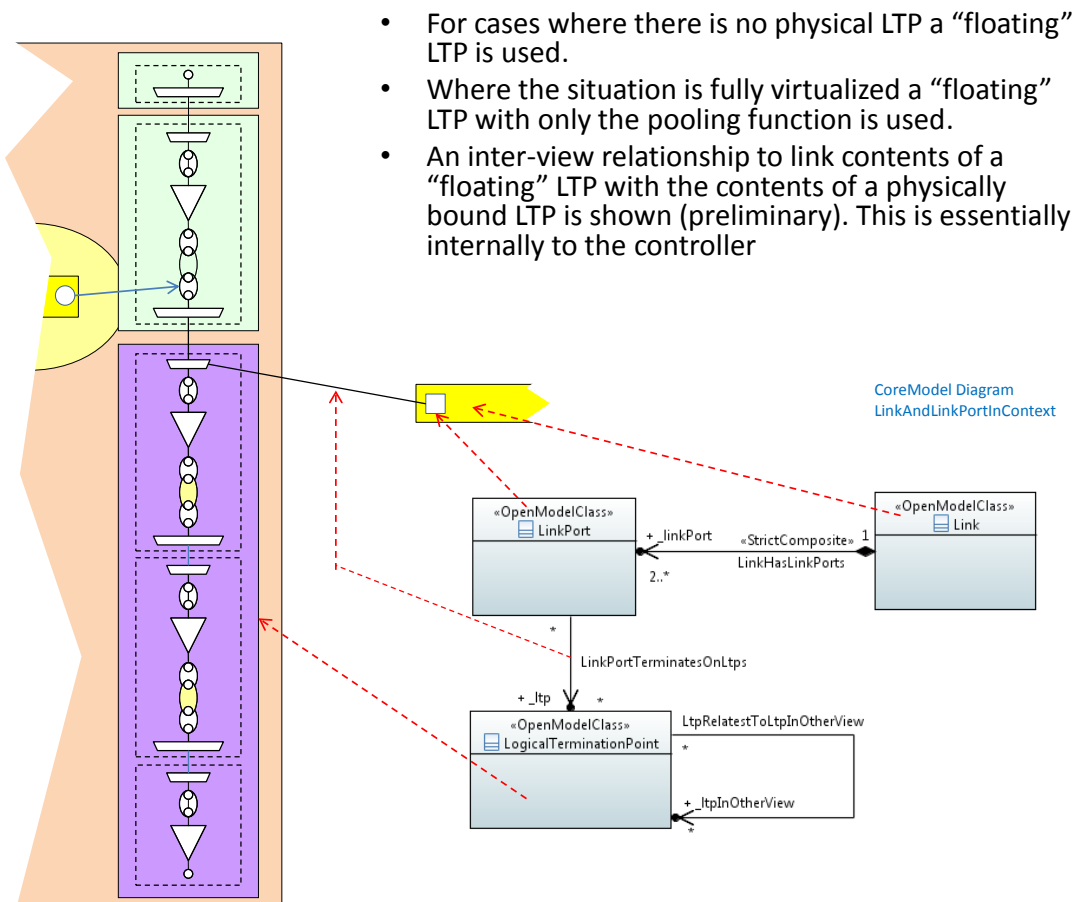 • For cases where there is no physical LTP a “floating”
LTP is used.
• Where the situation is fully virtualized a “floating”
LTP with only the pooling function is used.
• An inter-view relationship to link contents of a
“floating” LTP with the contents of a physically
bound LTP is shown (preliminary). This is essentially
internally to the controller
CoreModel Diagram
LinkAndLinkPortInContext
«OpenModelClass»
LinkPort
+ _linkPort
2..*
«StrictComposite»
1
LinkHasLinkPorts
«OpenModelClass»
Link
*
LinkPortTerminatesOnLtps
+ _ltp
*
«OpenModelClass»
LogicalTerminationPoint
LtpRelatestToLtpInOtherView
*
+ _ltpInOtherView
*